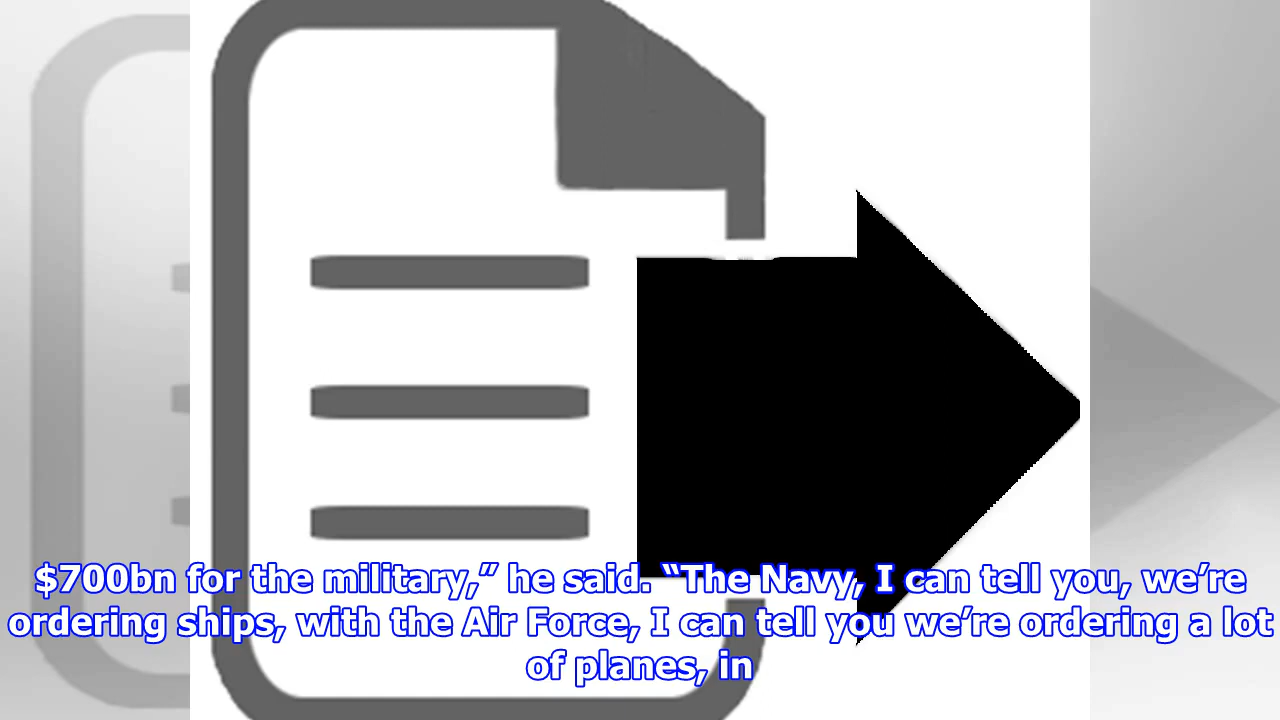 $700bn for the military,” he said. “The Navy, I can tell you, we’re
ordering ships, with the Air Force, I can tell you we’re ordering a lot
of planes, in